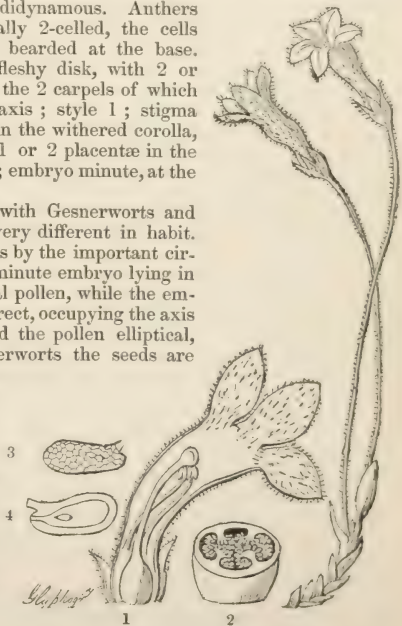 didynamous. Anthers
ally 2-celled, the cells
bearded at the base.
fleshy disk, with 2 or
the 2 carpels of which
axis ; style 1 ; stigma
in the withered corolla,
1 or 2 placentæ in the
; embryo minute, at the
with Gesnerworts and
very different in habit.
s by the important cir-
minute embryo lying in
al pollen, while the em-
rect, occupying the axis
d the pollen elliptical,
erworts the seeds are
3
4
1
2